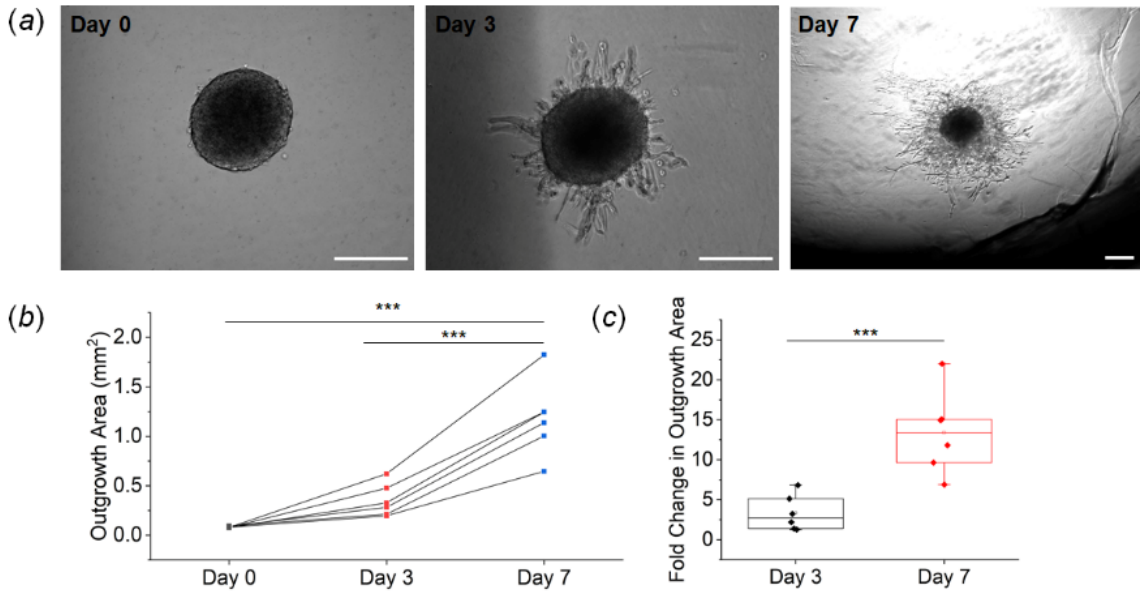 (a)
Day 0
Day 3
Day 7
(b)
***
***
Outgrowth Area (mm²)
2.0
1.5
1.0
0.5
0.0
Day 0
Day 3
Day 7
(c)
***
Fold Change in Outgrowth Area
25
20
15
10
5
0
Day 3
Day 7